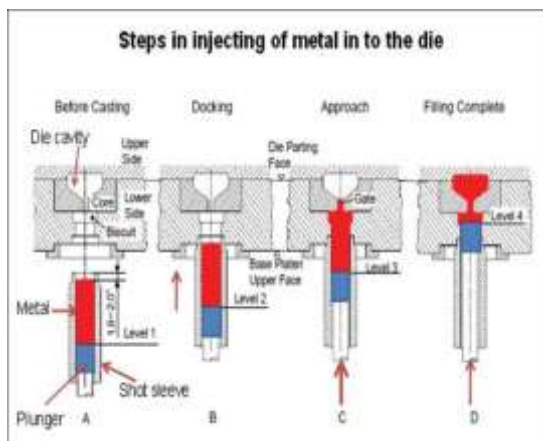 Steps in injecting of metal in to the die
Before Casting
Docking
Approach
Filling Complete
Die cavity
Upper
Side
Die Parting
Face
Core
Lower
Side
Biscuit
Gate
Level 4
Base Platen
Upper Face
Level 3
Metal
Level 2
Level 1
Shot sleeve
Plunger
A
B
C
D